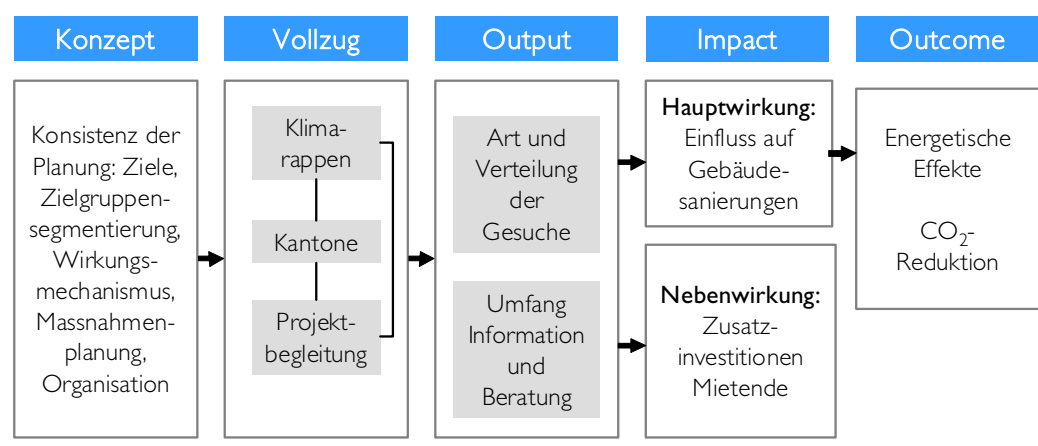 Konzept
Vollzug
Output
Impact
Outcome
Konsistenz der
Planung: Ziele,
Zielgruppen-
segmentierung,
Wirkungs-
mechanismus,
Massnahmen-
planung,
Organisation
Klima-
rappen
Kantone
Projekt-
begleitung
Art und
Verteilung
der
Gesuche
Umfang
Information
und
Beratung
Hauptwirkung:
Einfluss auf
Gebäude-
sanierungen
Nebenwirkung:
Zusatz-
investitionen
Mietende
Energetische
Effekte
CO2-
Reduktion